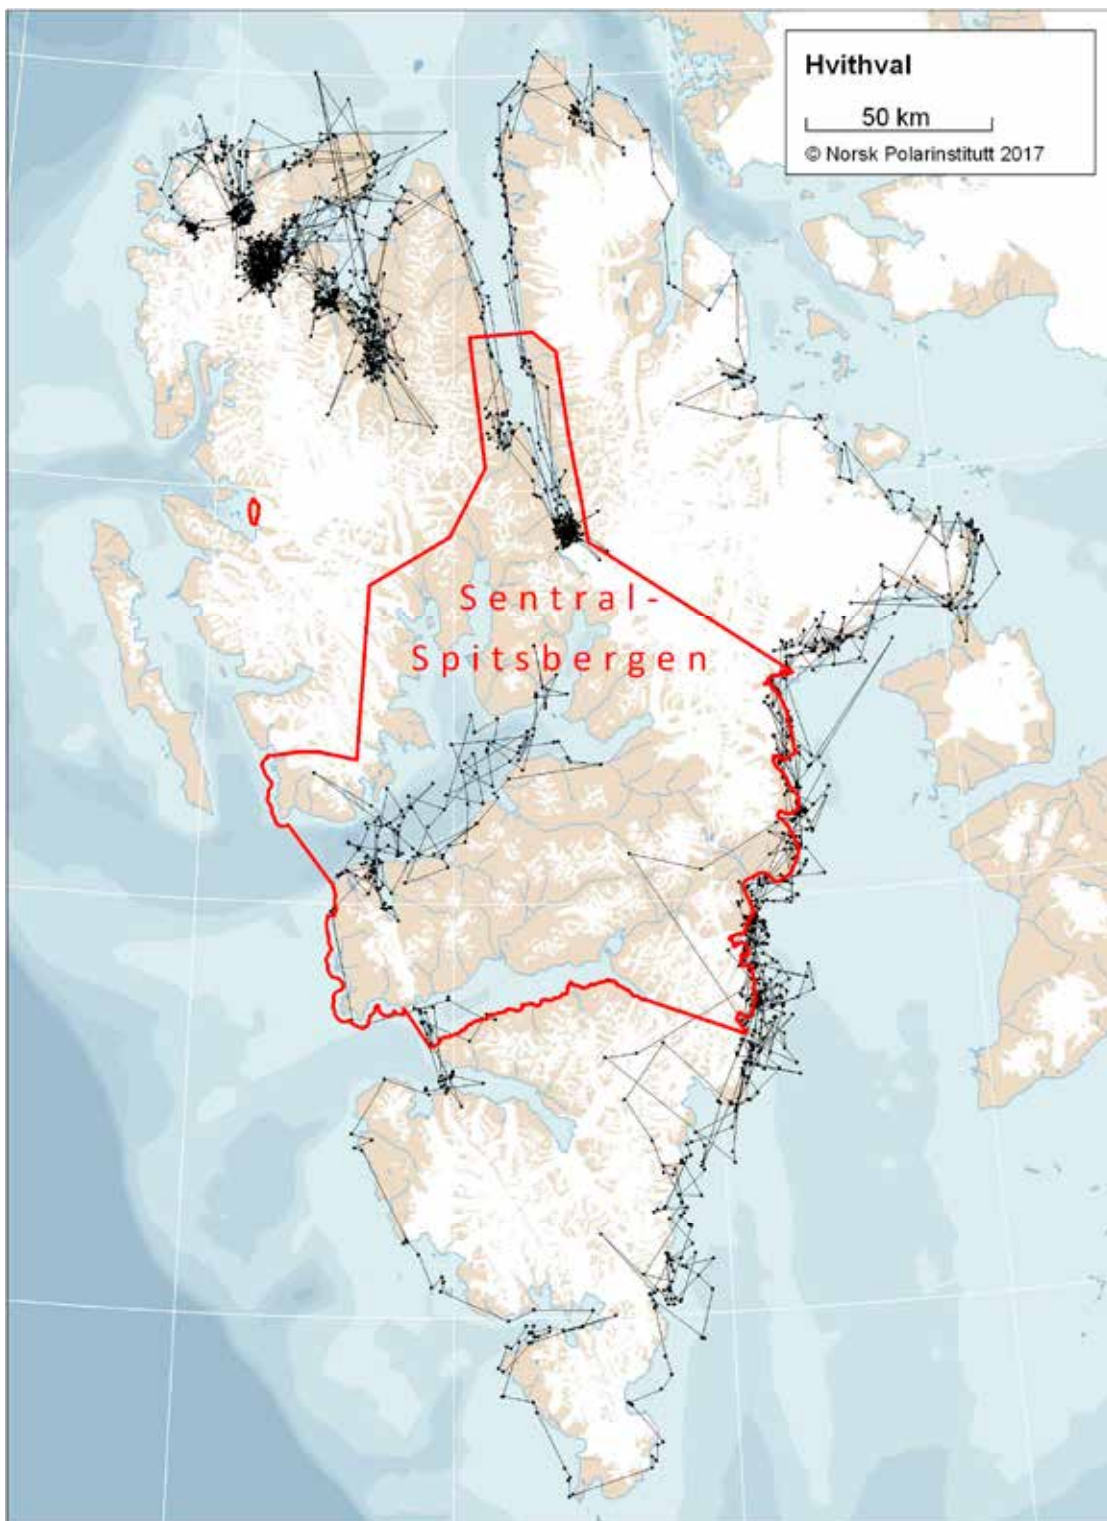 Hvithval
50 km
© Norsk Polarinstitutt 2017
Sentral-
Spitsbergen